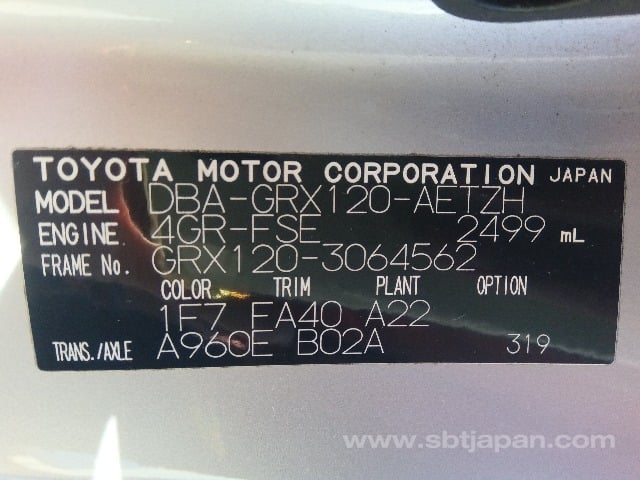 TOYOTA MOTOR CORPORATION JAPAN
MODEL DBA-GRX120-AETZH
ENGINE 4GR-FSE 2499 mL
FRAME No. GRX120-3064562
COLOR TRIM PLANT OPTION
1F7 EA40 A22
TRANS./AXLE A960E B02A 319
www.sbtjapan.com